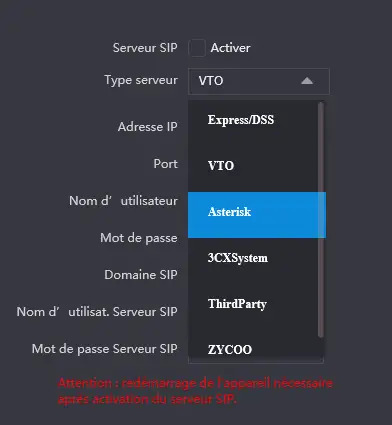 Serveur SIP Activer
Type serveur VTO
Express/DSS
Adresse IP
Port VTO
Nom d’utilisateur Asterisk
Mot de passe
3CXSystem
Domaine SIP
Nom d’utilisat. Serveur SIP ThirdParty
Mot de passe Serveur SIP ZYCOO
Attention : redémarrage de l'appareil nécessaire
après activation du serveur SIP.